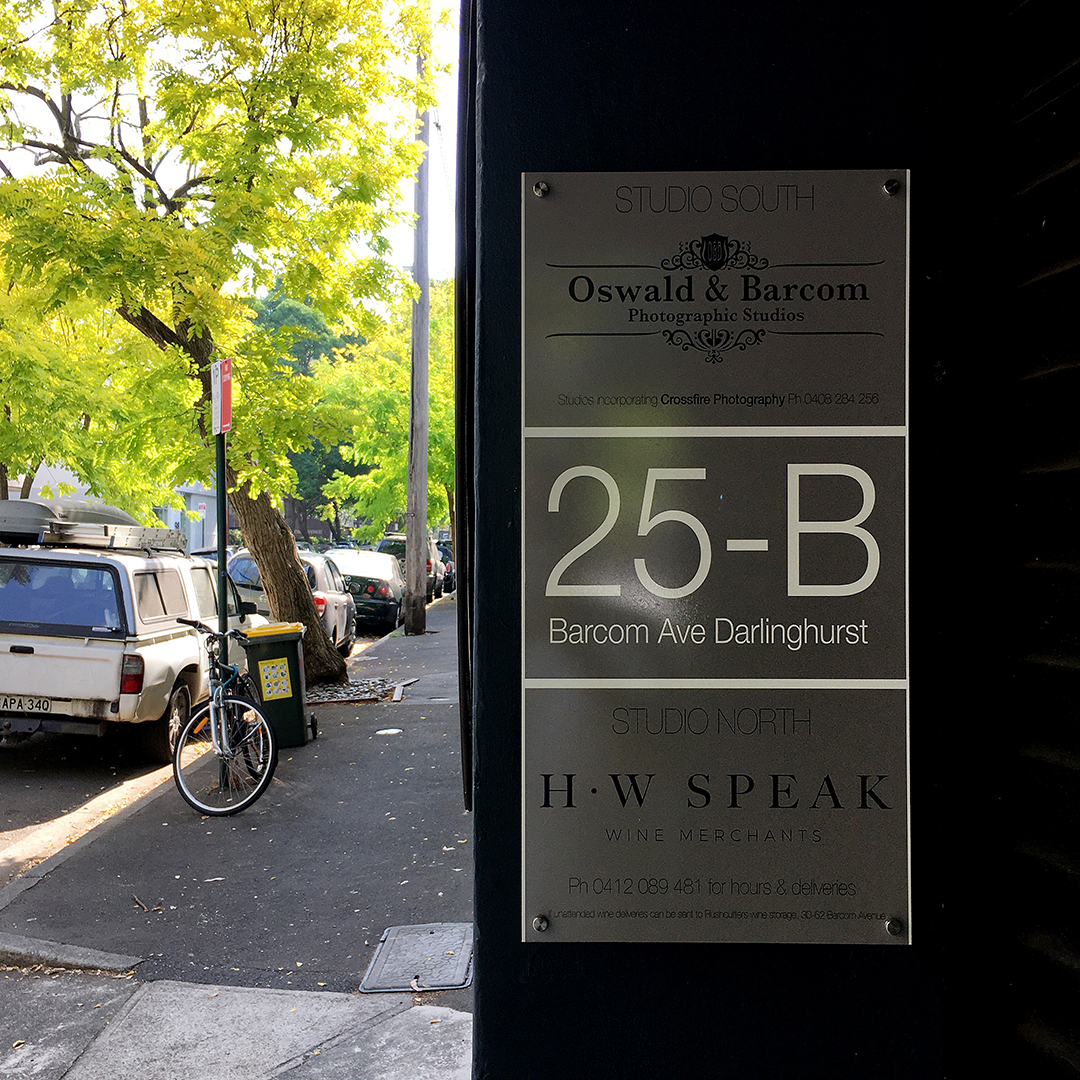 STUDIO SOUTH
Oswald & Barcom
Photographic Studios
Studios incorporating Crossfire Photography Ph.0408 284 256
25-B
Barcom Ave Darlinghurst
STUDIO NORTH
H·W SPEAK
WINE MERCHANTS
Ph 0412 089 481 for hours & deliveries
If unattended wine deliveries can be sent to Rushcutters wine storage, 30-62 Barcom Avenue
APA 340